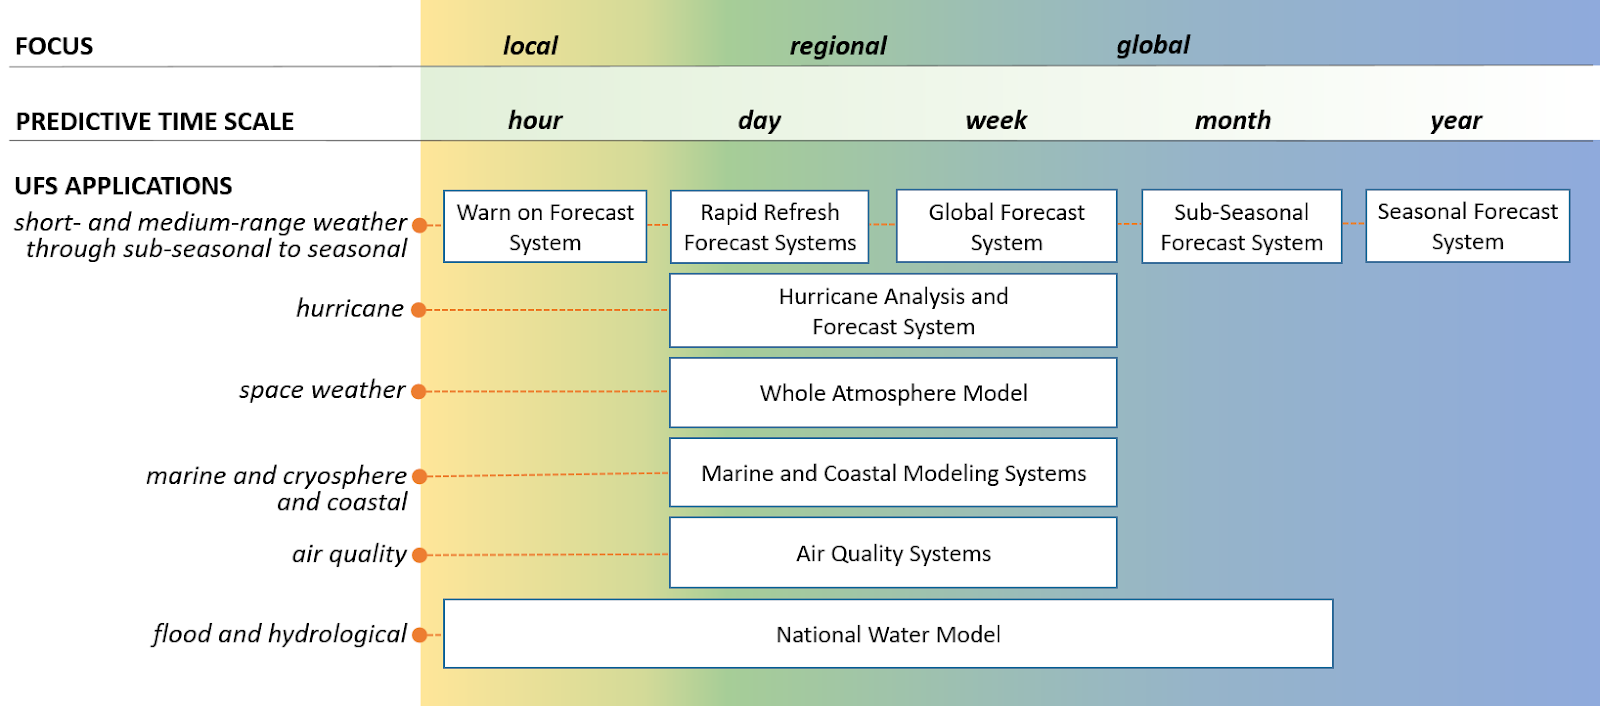 FOCUS local regional global
PREDICTIVE TIME SCALE hour day week month year
UFS APPLICATIONS
short- and medium-range weather
through sub-seasonal to seasonal
Warn on Forecast
System
Rapid Refresh
Forecast Systems
Global Forecast
System
Sub-Seasonal
Forecast System
Seasonal Forecast
System
hurricane
Hurricane Analysis and
Forecast System
space weather
Whole Atmosphere Model
marine and cryosphere
and coastal
Marine and Coastal Modeling Systems
air quality
Air Quality Systems
flood and hydrological
National Water Model